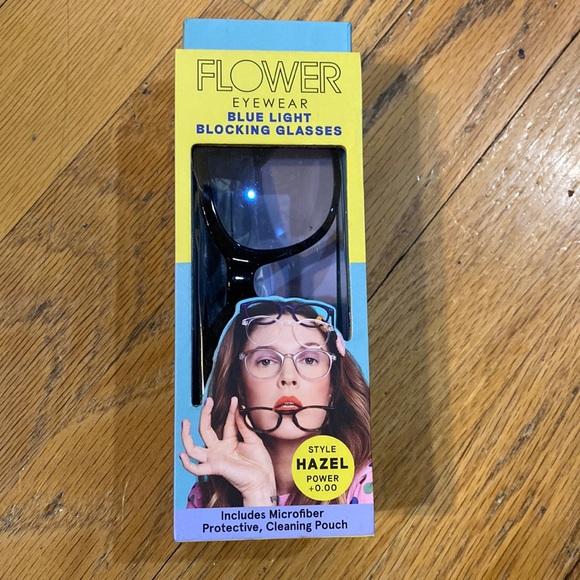 FLOWER
EYEWEAR
BLUE LIGHT
BLOCKING GLASSES
STYLE
HAZEL
POWER
+0.00
Includes Microfiber
Protective, Cleaning Pouch